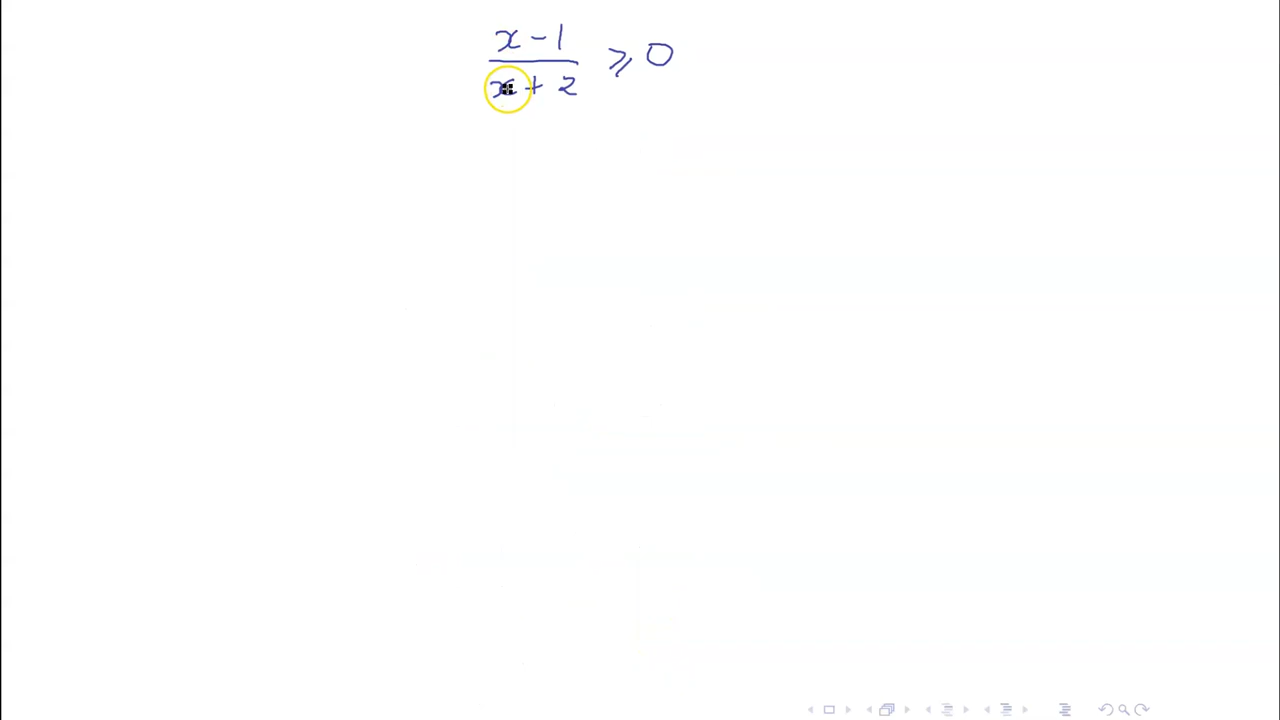 x - 1
x + 2 ⩾ 0